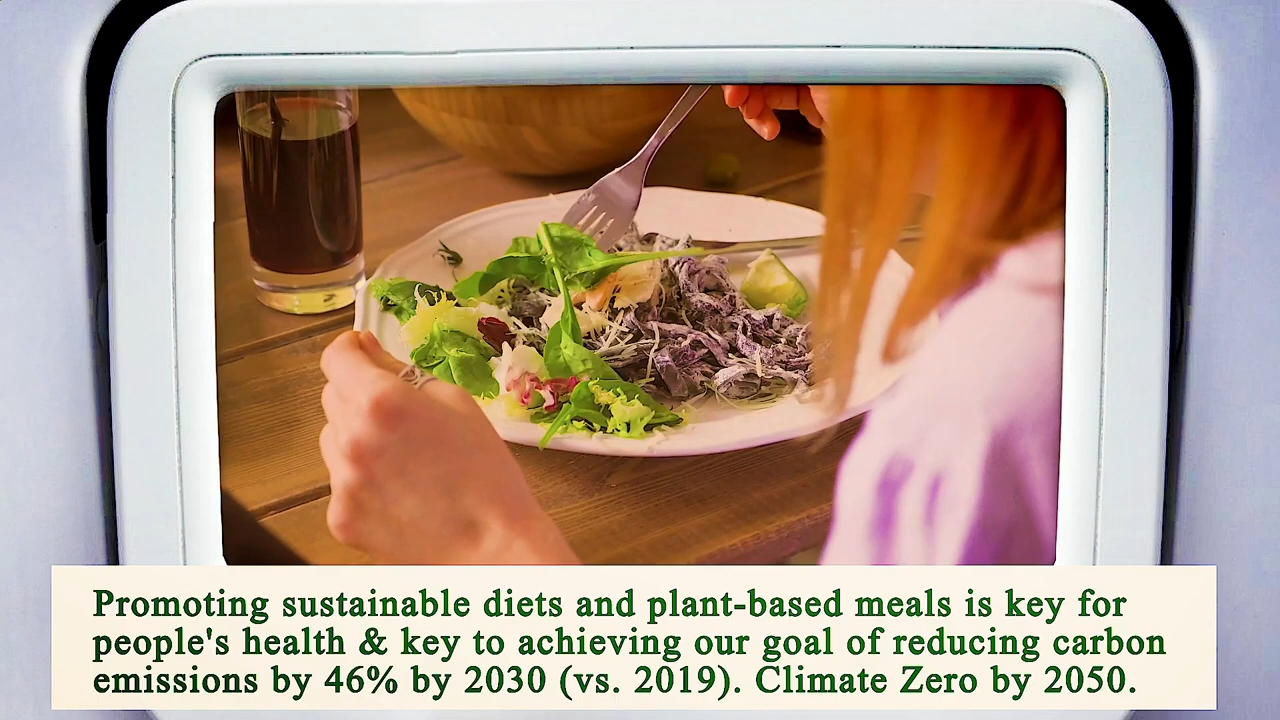 Promoting sustainable diets and plant-based meals is key for
people's health & key to achieving our goal of reducing carbon
emissions by 46% by 2030 (vs. 2019). Climate Zero by 2050.